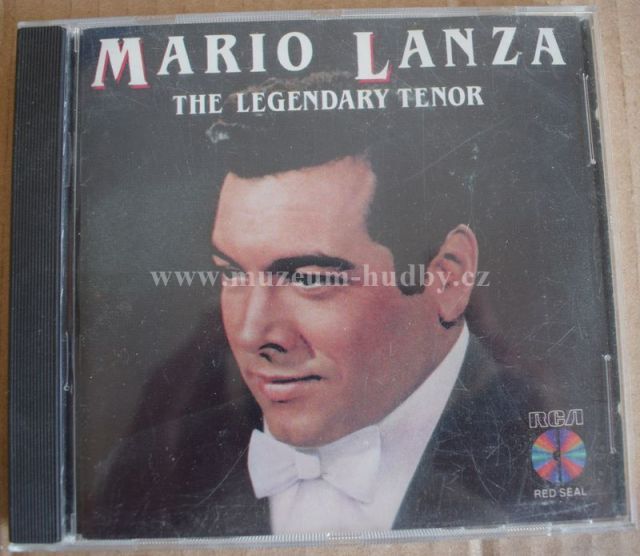 MARIO LANZA
THE LEGENDARY TENOR
www.muzeum-hudby.cz
RCA
RED SEAL